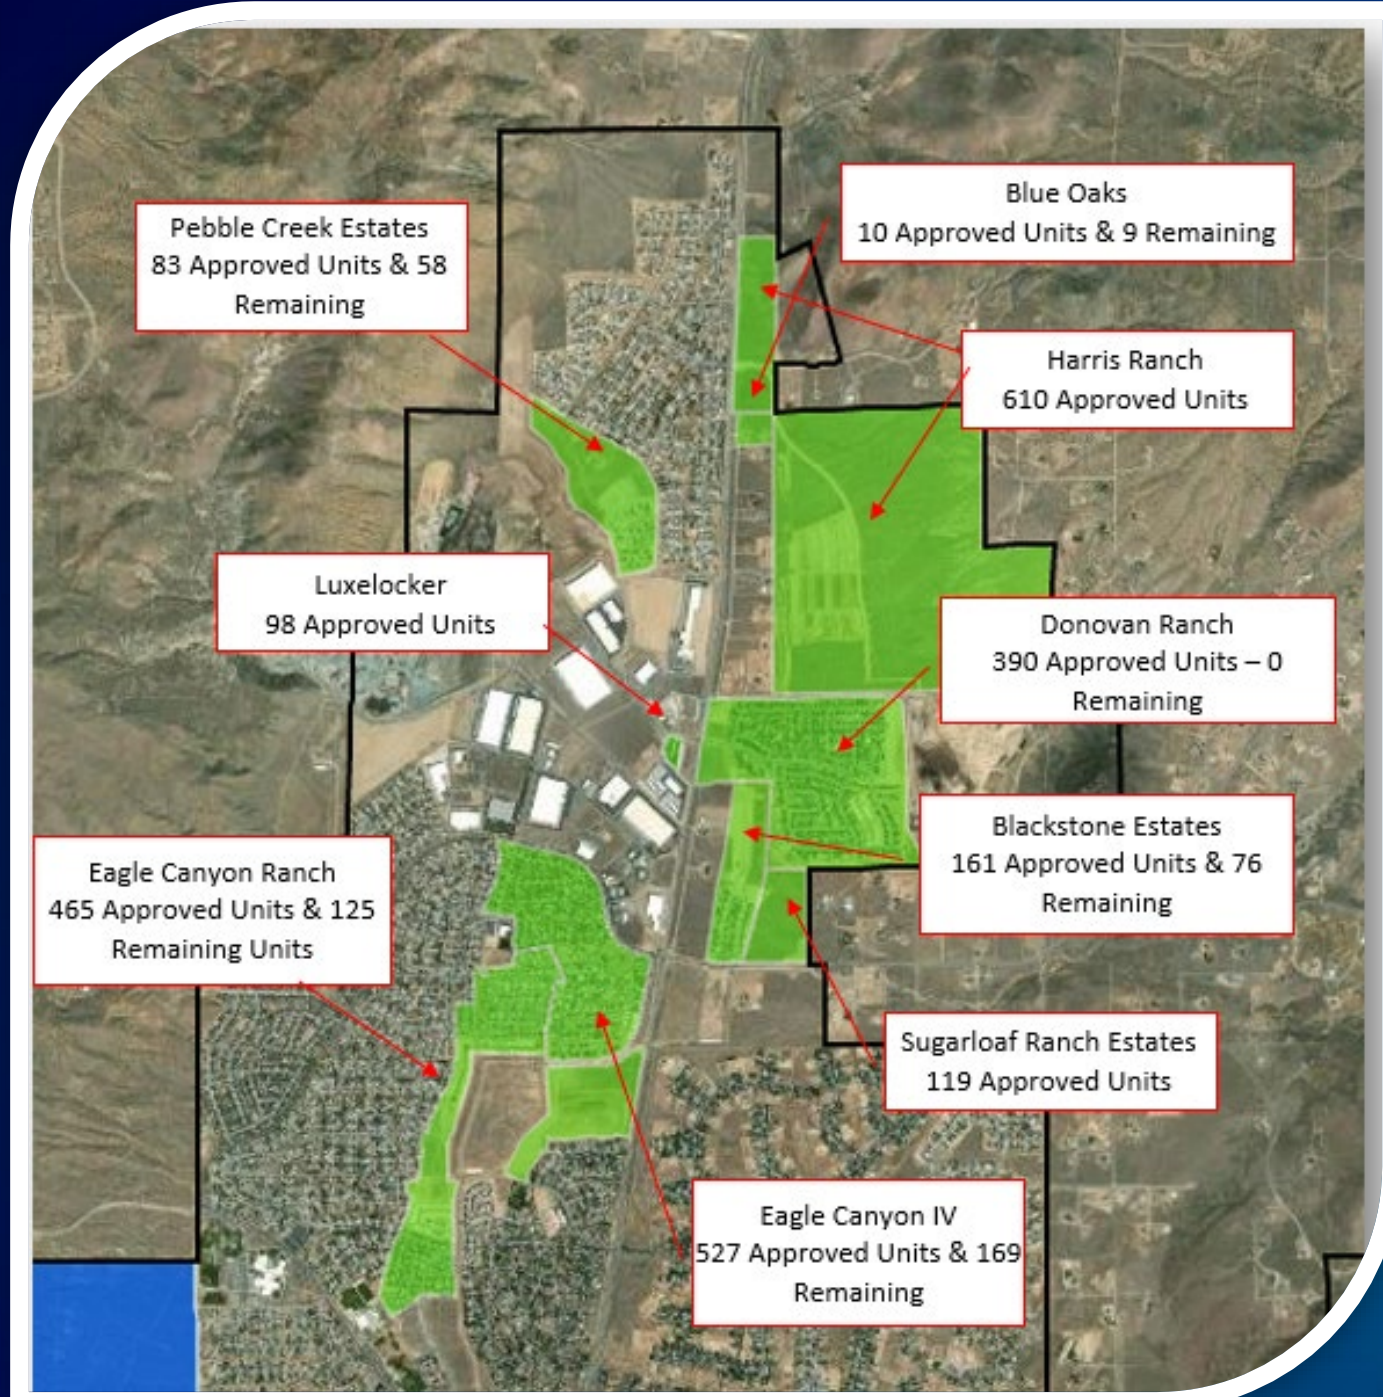 Blue Oaks
10 Approved Units & 9 Remaining
Pebble Creek Estates
83 Approved Units & 58
Remaining
Harris Ranch
610 Approved Units
Luxelocker
98 Approved Units
Donovan Ranch
390 Approved Units – 0
Remaining
Blackstone Estates
161 Approved Units & 76
Remaining
Eagle Canyon Ranch
465 Approved Units & 125
Remaining Units
Sugarloaf Ranch Estates
119 Approved Units
Eagle Canyon IV
527 Approved Units & 169
Remaining